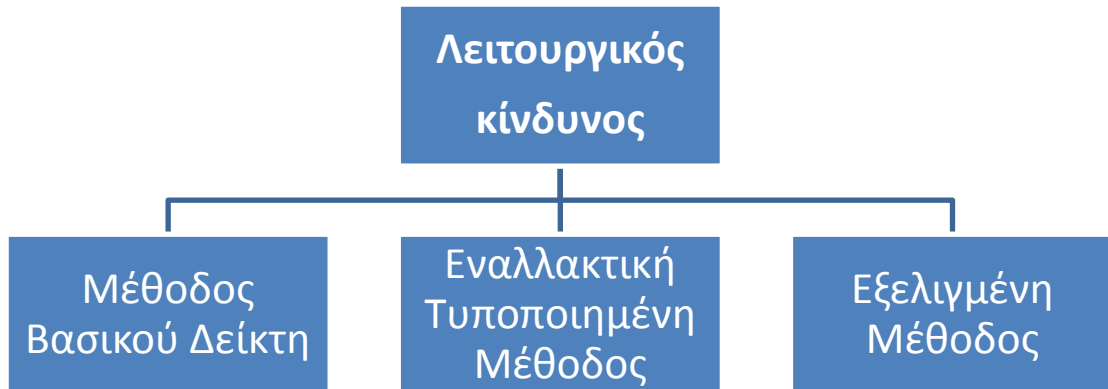 Λειτουργικός
κίνδυνος
Μέθοδος
Βασικού Δείκτη
Εναλλακτική
Τυποποιημένη
Μέθοδος
Εξελιγμένη
Μέθοδος